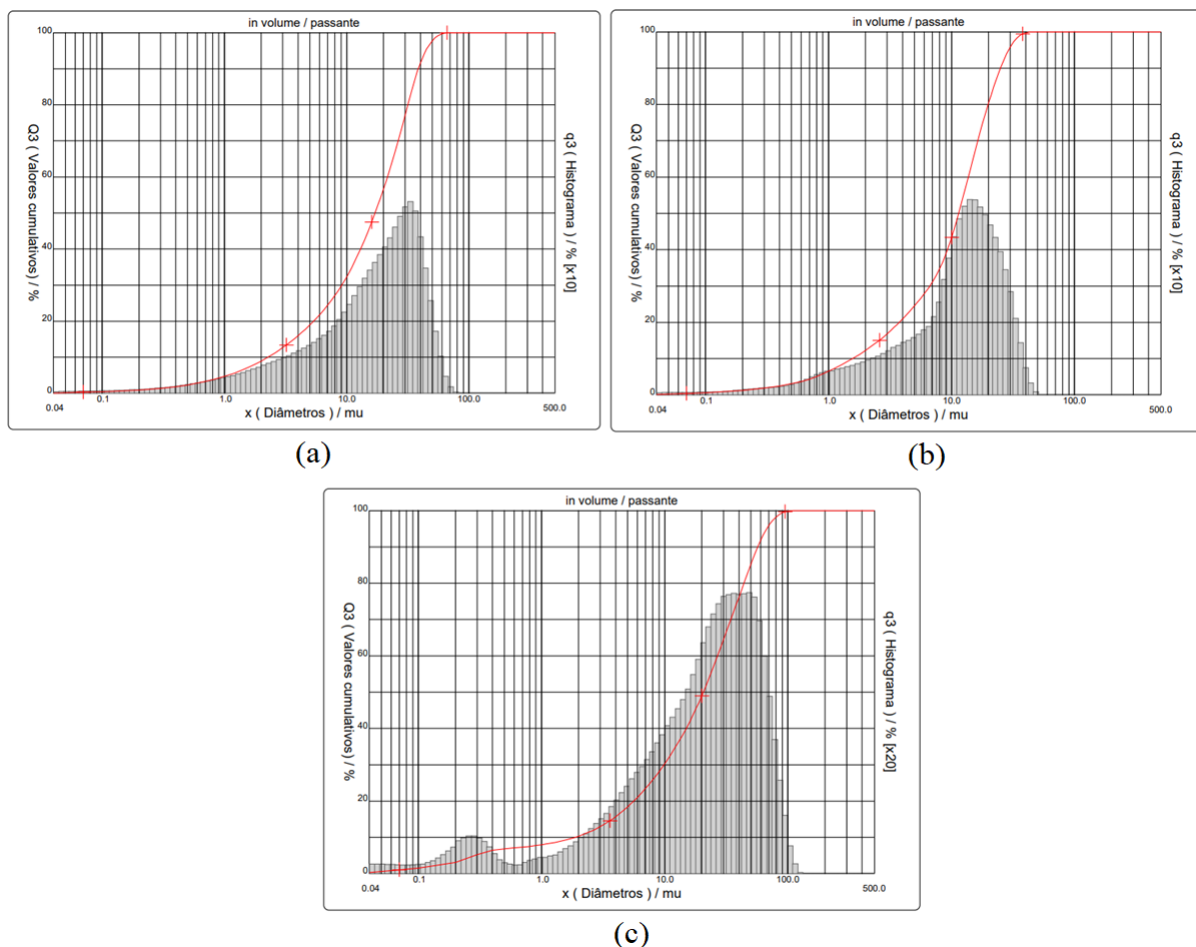 in volume / passante
100
80
60
40
20
0
Q3 ( Valores cumulativos) / %
q3 ( Histograma ) / % [x10]
0.04 0.1 1.0 10.0 100.0 500.0
x ( Diâmetros ) / mu
(a)
in volume / passante
100
80
60
40
20
0
Q3 ( Valores cumulativos) / %
q3 ( Histograma ) / % [x10]
0.04 0.1 1.0 10.0 100.0 500.0
x ( Diâmetros ) / mu
(b)
in volume / passante
100
80
60
40
20
0
Q3 ( Valores cumulativos) / %
q3 ( Histograma ) / % [x20]
0.04 0.1 1.0 10.0 100.0 500.0
x ( Diâmetros ) / mu
(c)